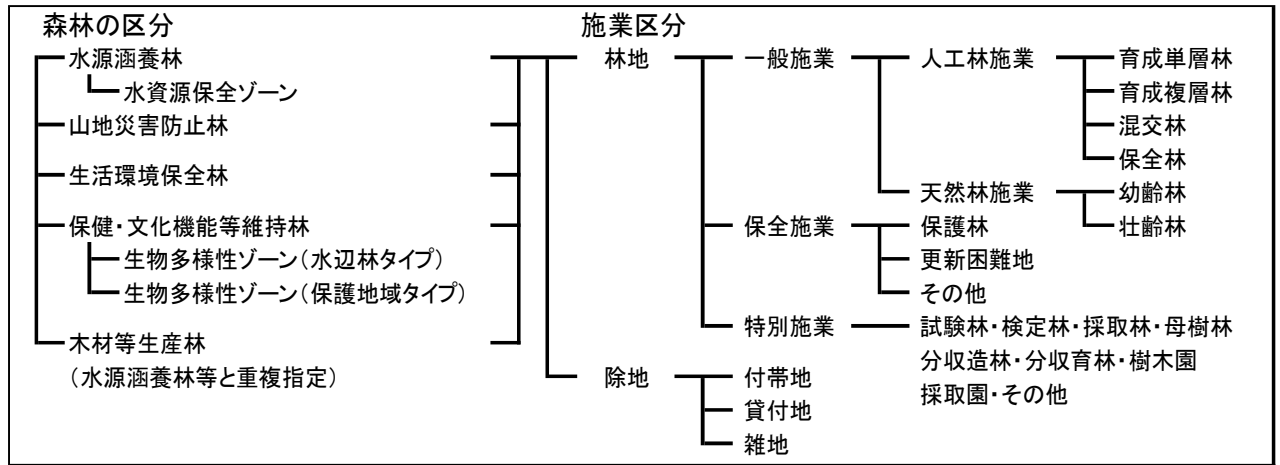 森林の区分
水源涵養林
水資源保全ゾーン
山地災害防止林
生活環境保全林
保健・文化機能等維持林
生物多様性ゾーン（水辺林タイプ）
生物多様性ゾーン（保護地域タイプ）
木材等生産林
（水源涵養林等と重複指定）
施業区分
林地
一般施業
人工林施業
育成単層林
育成複層林
混交林
保全林
天然林施業
幼齢林
壮齢林
保全施業
保護林
更新困難地
その他
特別施業
試験林・検定林・採取林・母樹林
分収造林・分収育林・樹木園
採取園・その他
除地
付帯地
貸付地
雑地